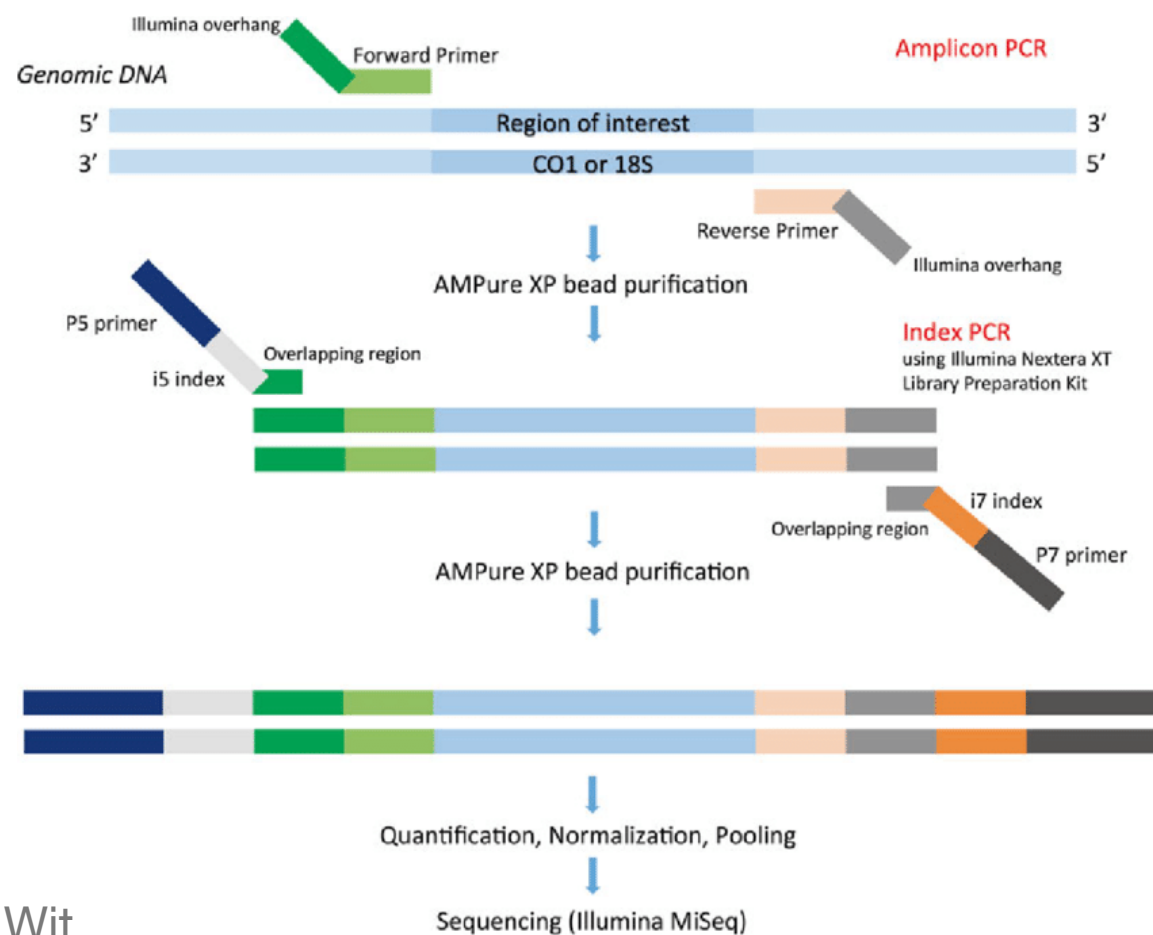 Illumina overhang
Forward Primer
Amplicon PCR
Genomic DNA
5’ Region of interest 3’
3’ CO1 or 18S 5’
Reverse Primer
Illumina overhang
AMPure XP bead purification
P5 primer
i5 index
Overlapping region
Index PCR
using Illumina Nextera XT
Library Preparation Kit
i7 index
Overlapping region
P7 primer
AMPure XP bead purification
Quantification, Normalization, Pooling
Sequencing (Illumina MiSeq)
Wit